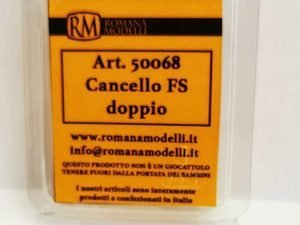 RM ROMANA
MODELLI
Art. 50068
Cancello FS
doppio
www.romanamodelli.it
info@romanamodelli.it
QUESTO PRODOTTO NON È UN GIOCATTOLO
TENERE FUORI DALLA PORTATA DEI BAMBINI
I nostri articoli sono interamente
prodotti e confezionati in Italia